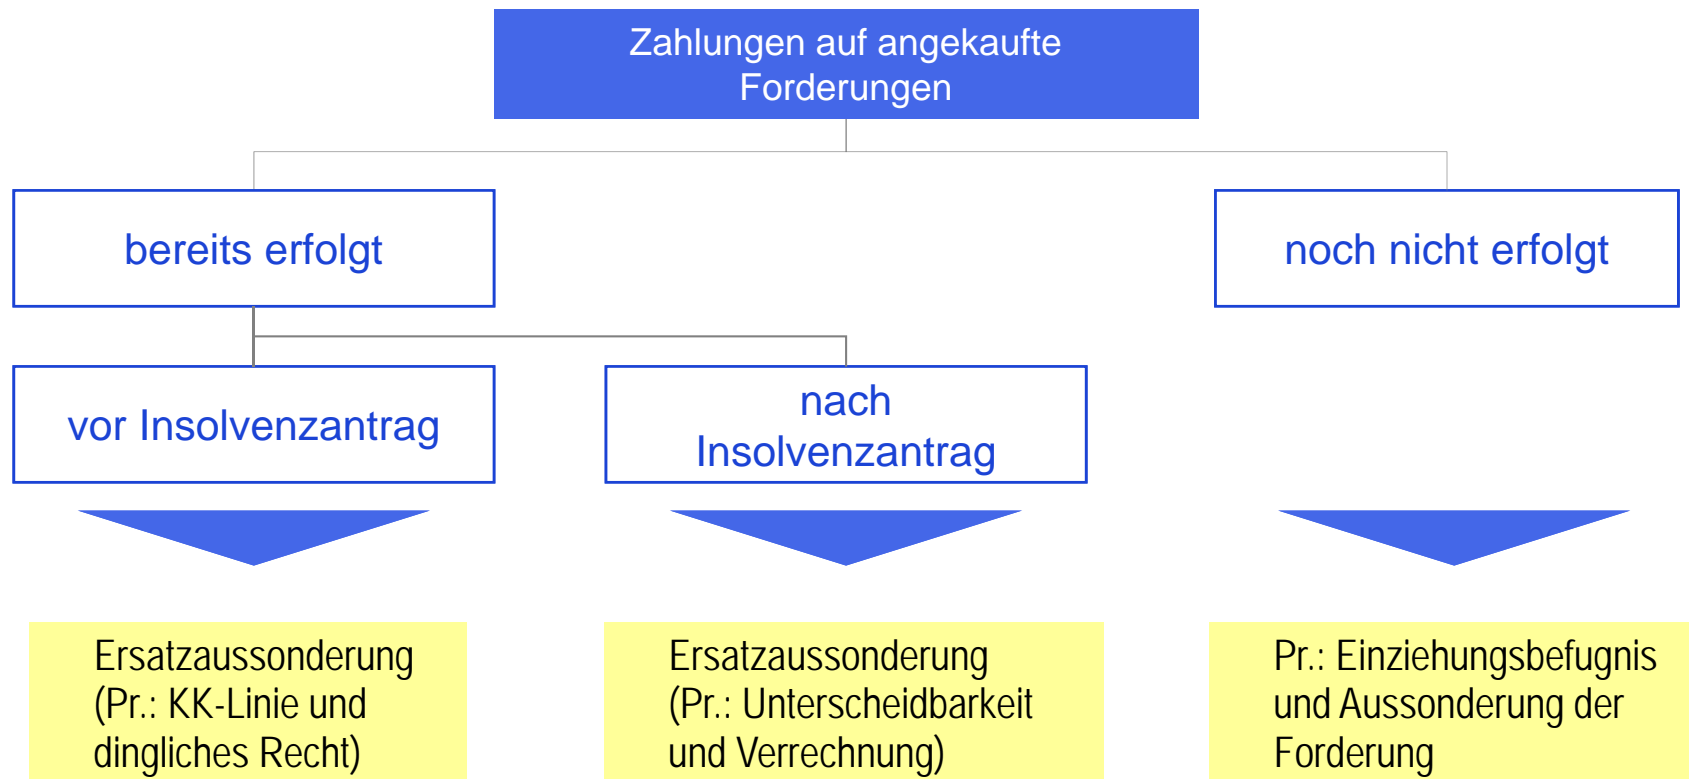 Zahlungen auf angekaufte
Forderungen
bereits erfolgt
noch nicht erfolgt
vor Insolvenzantrag
nach
Insolvenzantrag
Ersatzaussonderung
(Pr.: KK-Linie und
dingliches Recht)
Ersatzaussonderung
(Pr.: Unterscheidbarkeit
und Verrechnung)
Pr.: Einziehungsbefugnis
und Aussonderung der
Forderung